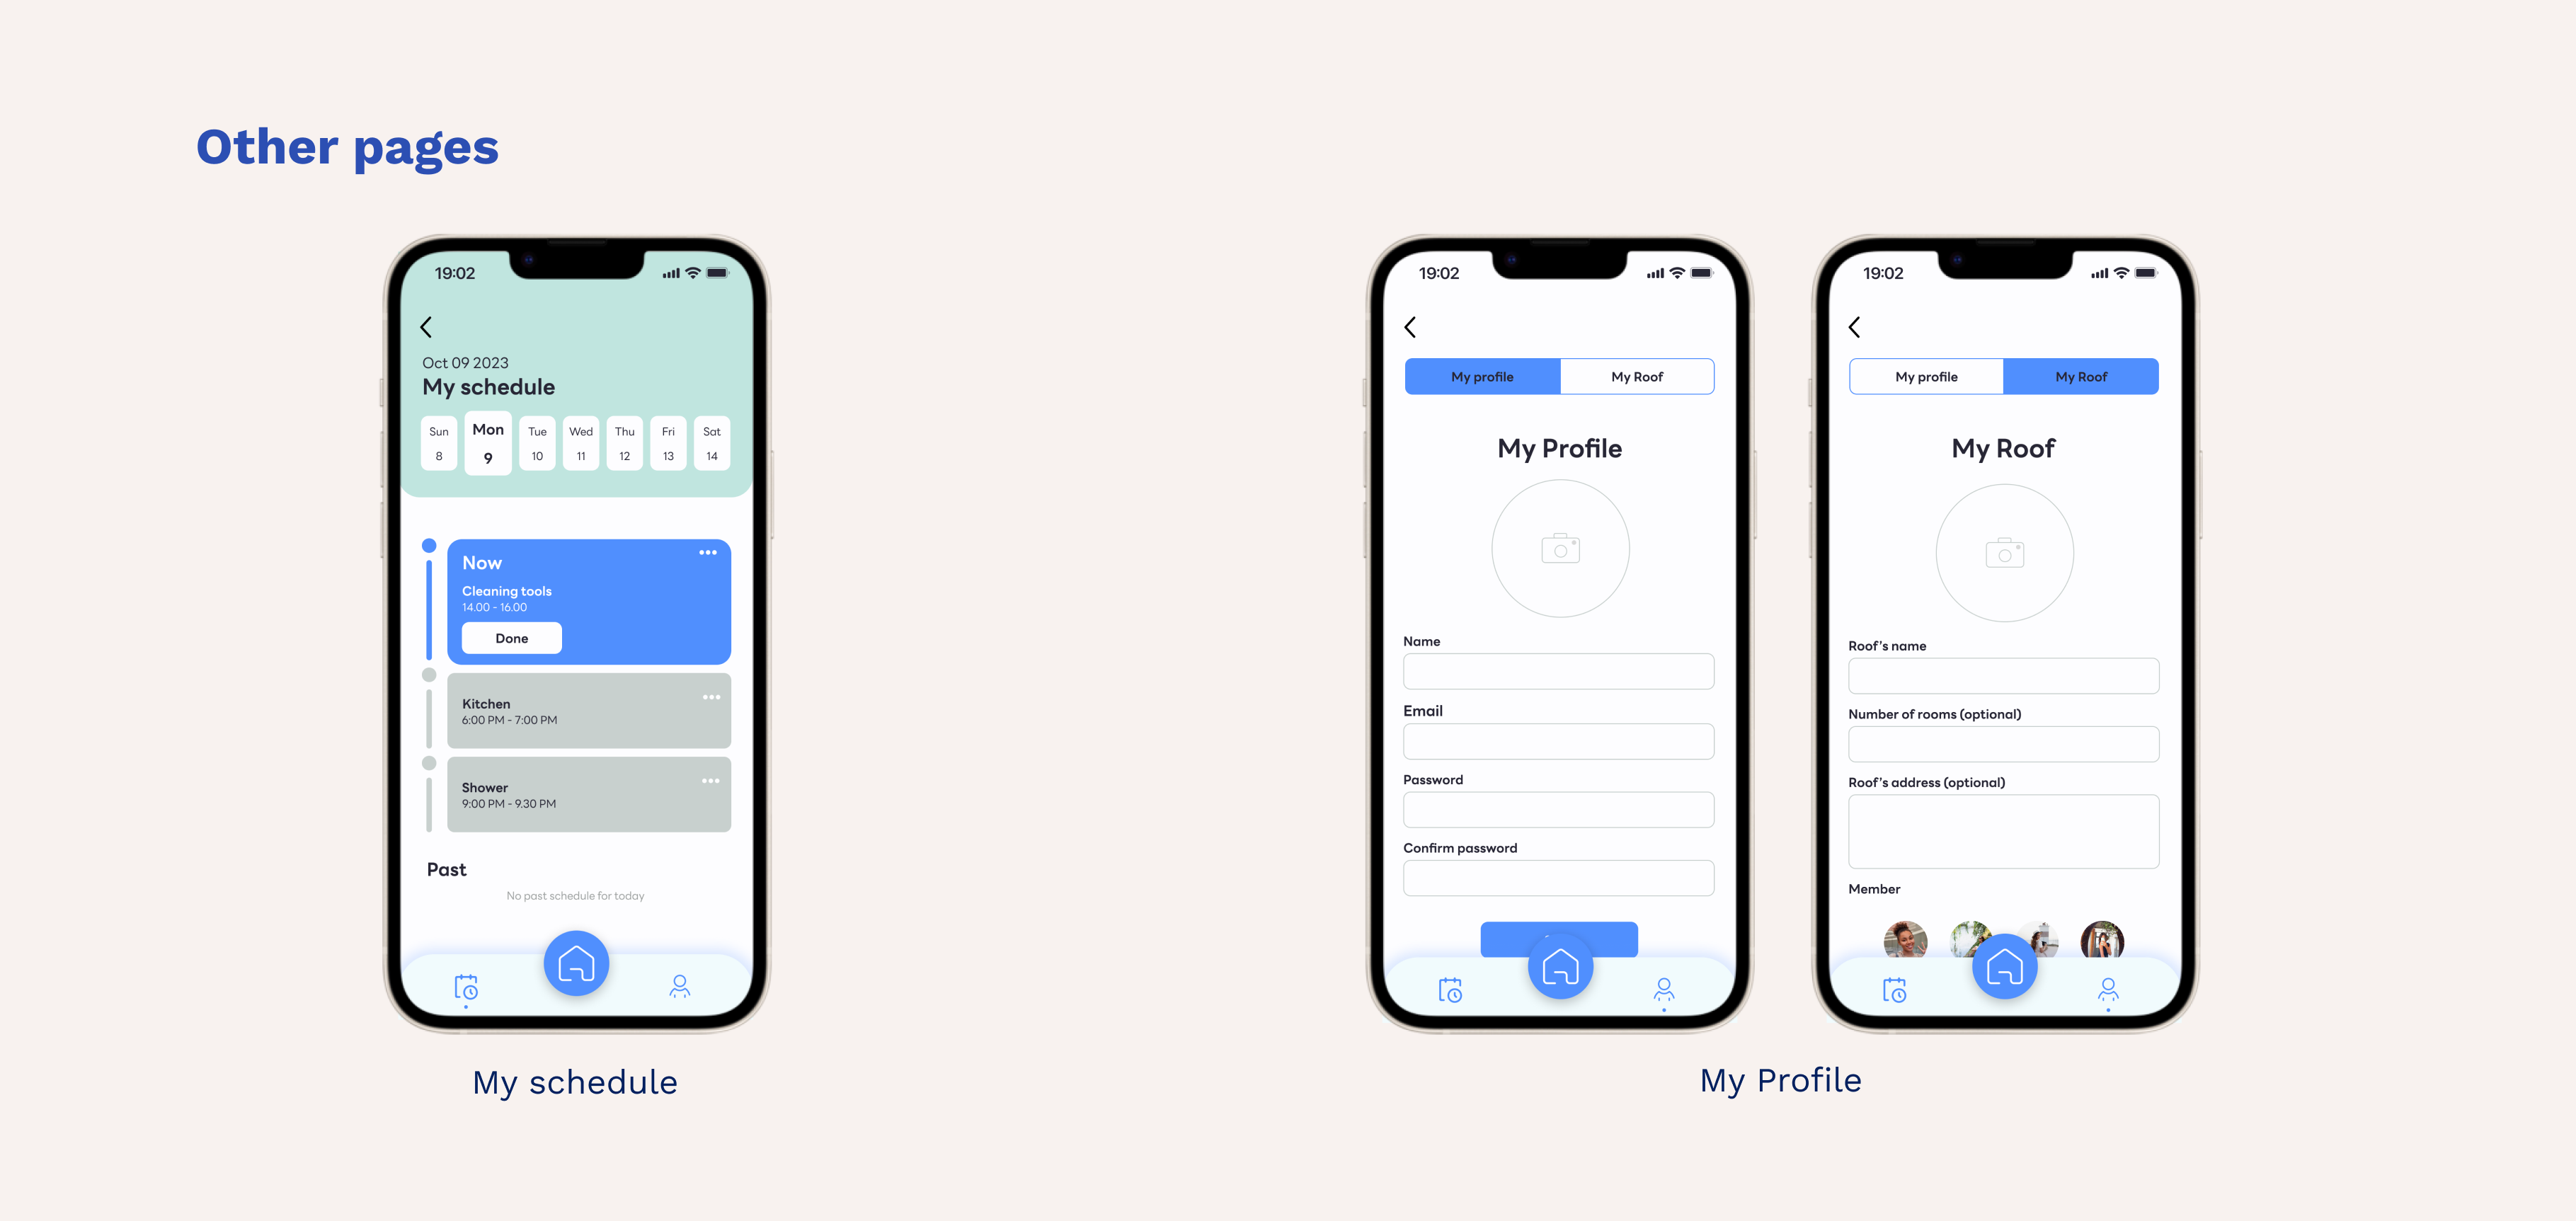 Other pages
19:02
Oct 09 2023
My schedule
Sun Mon Tue Wed Thu Fri Sat
8 9 10 11 12 13 14
Now
Cleaning tools
14.00 - 16.00
Done
Kitchen
6:00 PM - 7:00 PM
Shower
9:00 PM - 9.30 PM
Past
No past schedule for today
My schedule
19:02
My profile My Roof
My Profile
Name
Email
Password
Confirm password
19:02
My profile My Roof
My Roof
Roof's name
Number of rooms (optional)
Roof's address (optional)
Member
My Profile